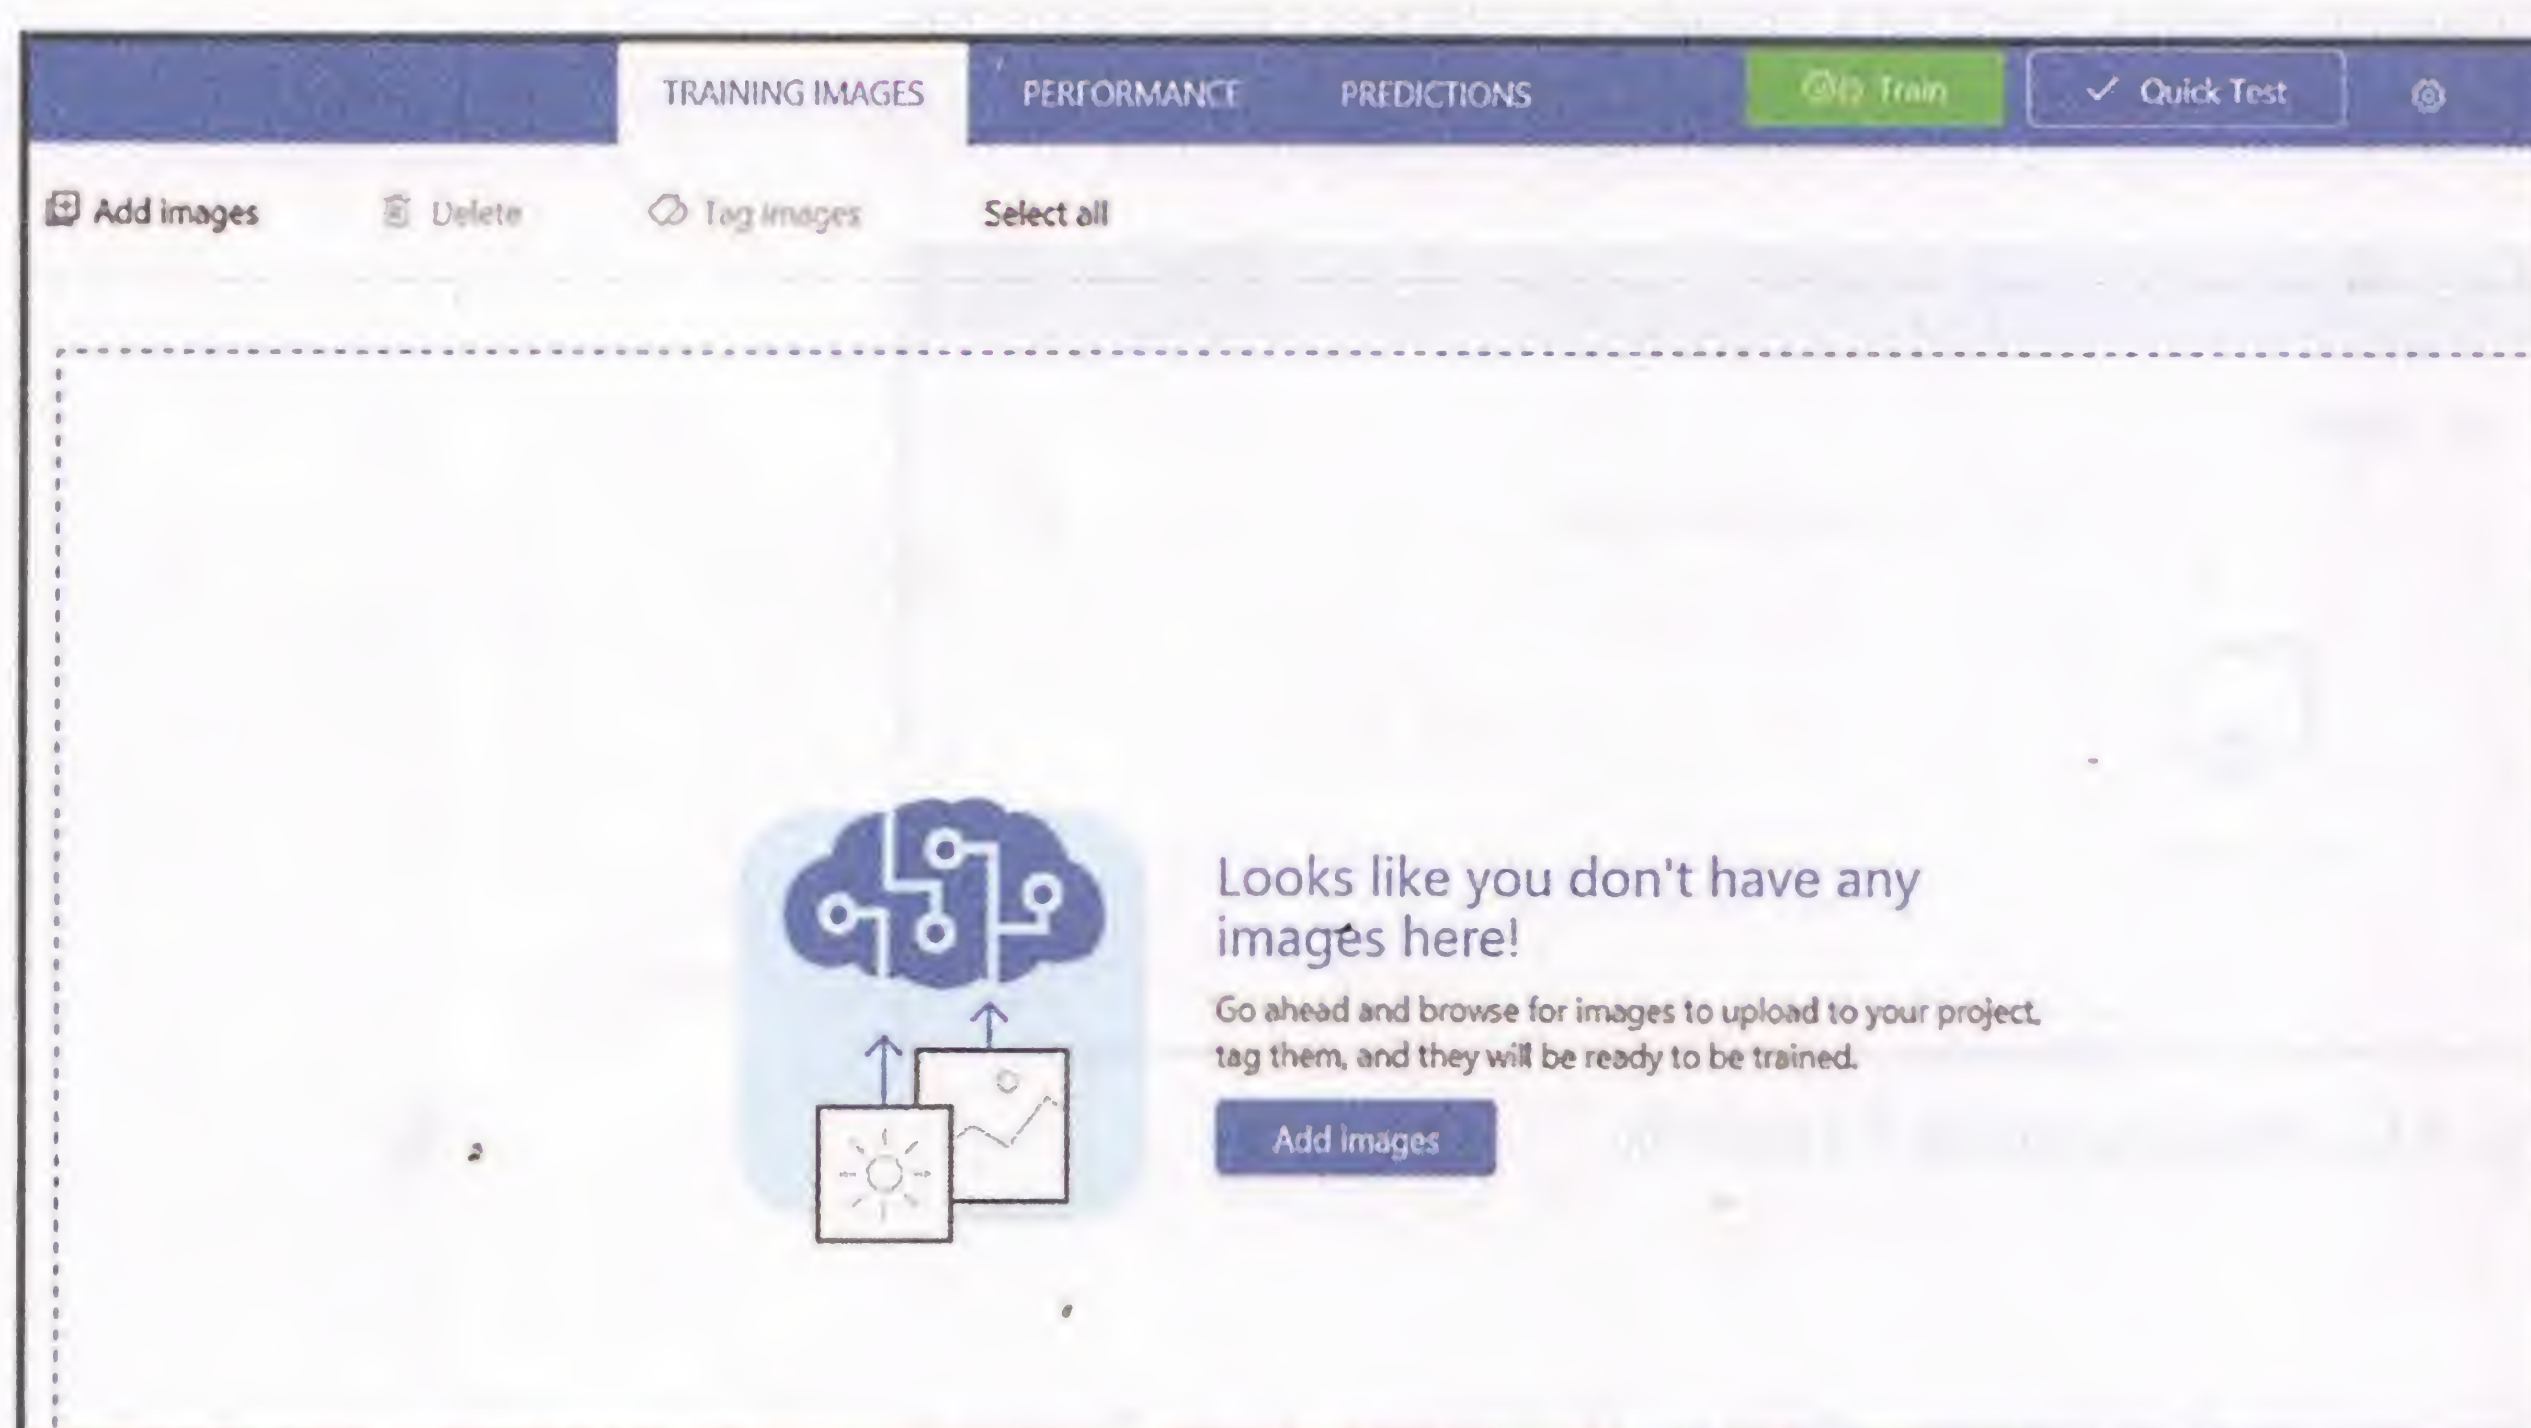 TRAINING IMAGES PERFORMANCE PREDICTIONS Train Quick Test
Add images Delete Tag images Select all
Looks like you don't have any
images here!
Go ahead and browse for images to upload to your project,
tag them, and they will be ready to be trained.
Add images